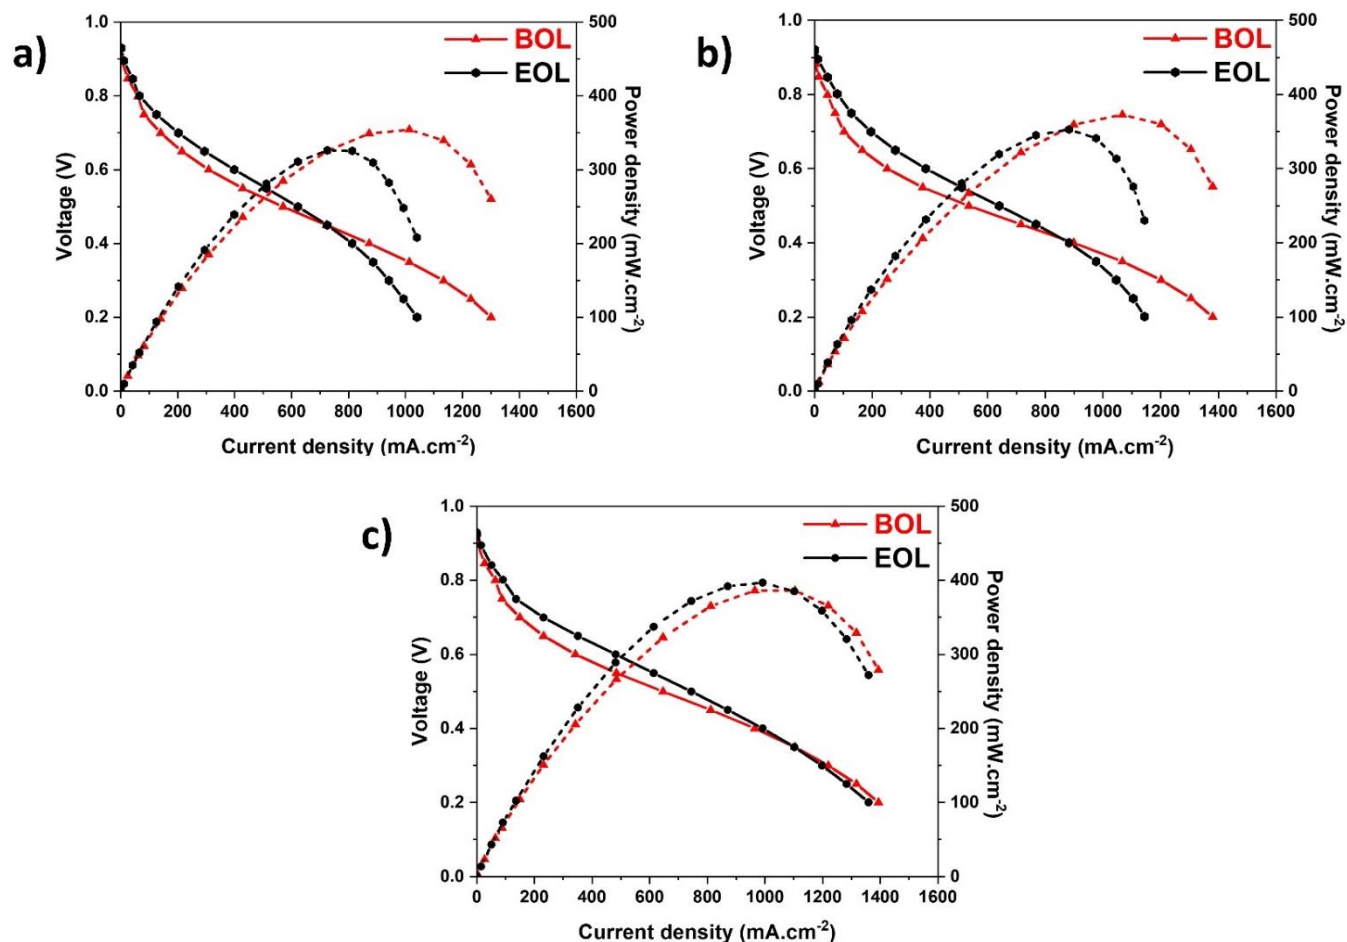 a)
BOL
EOL
Voltage (V)
1.0
0.8
0.6
0.4
0.2
0.0
500
400
300
200
100
0
Power density (mW.cm-2)
0 200 400 600 800 1000 1200 1400 1600
Current density (mA.cm-2)
b)
BOL
EOL
Voltage (V)
1.0
0.8
0.6
0.4
0.2
0.0
500
400
300
200
100
0
Power density (mW.cm-2)
0 200 400 600 800 1000 1200 1400 1600
Current density (mA.cm-2)
c)
BOL
EOL
Voltage (V)
1.0
0.8
0.6
0.4
0.2
0.0
500
400
300
200
100
0
Power density (mW.cm-2)
0 200 400 600 800 1000 1200 1400 1600
Current density (mA.cm-2)